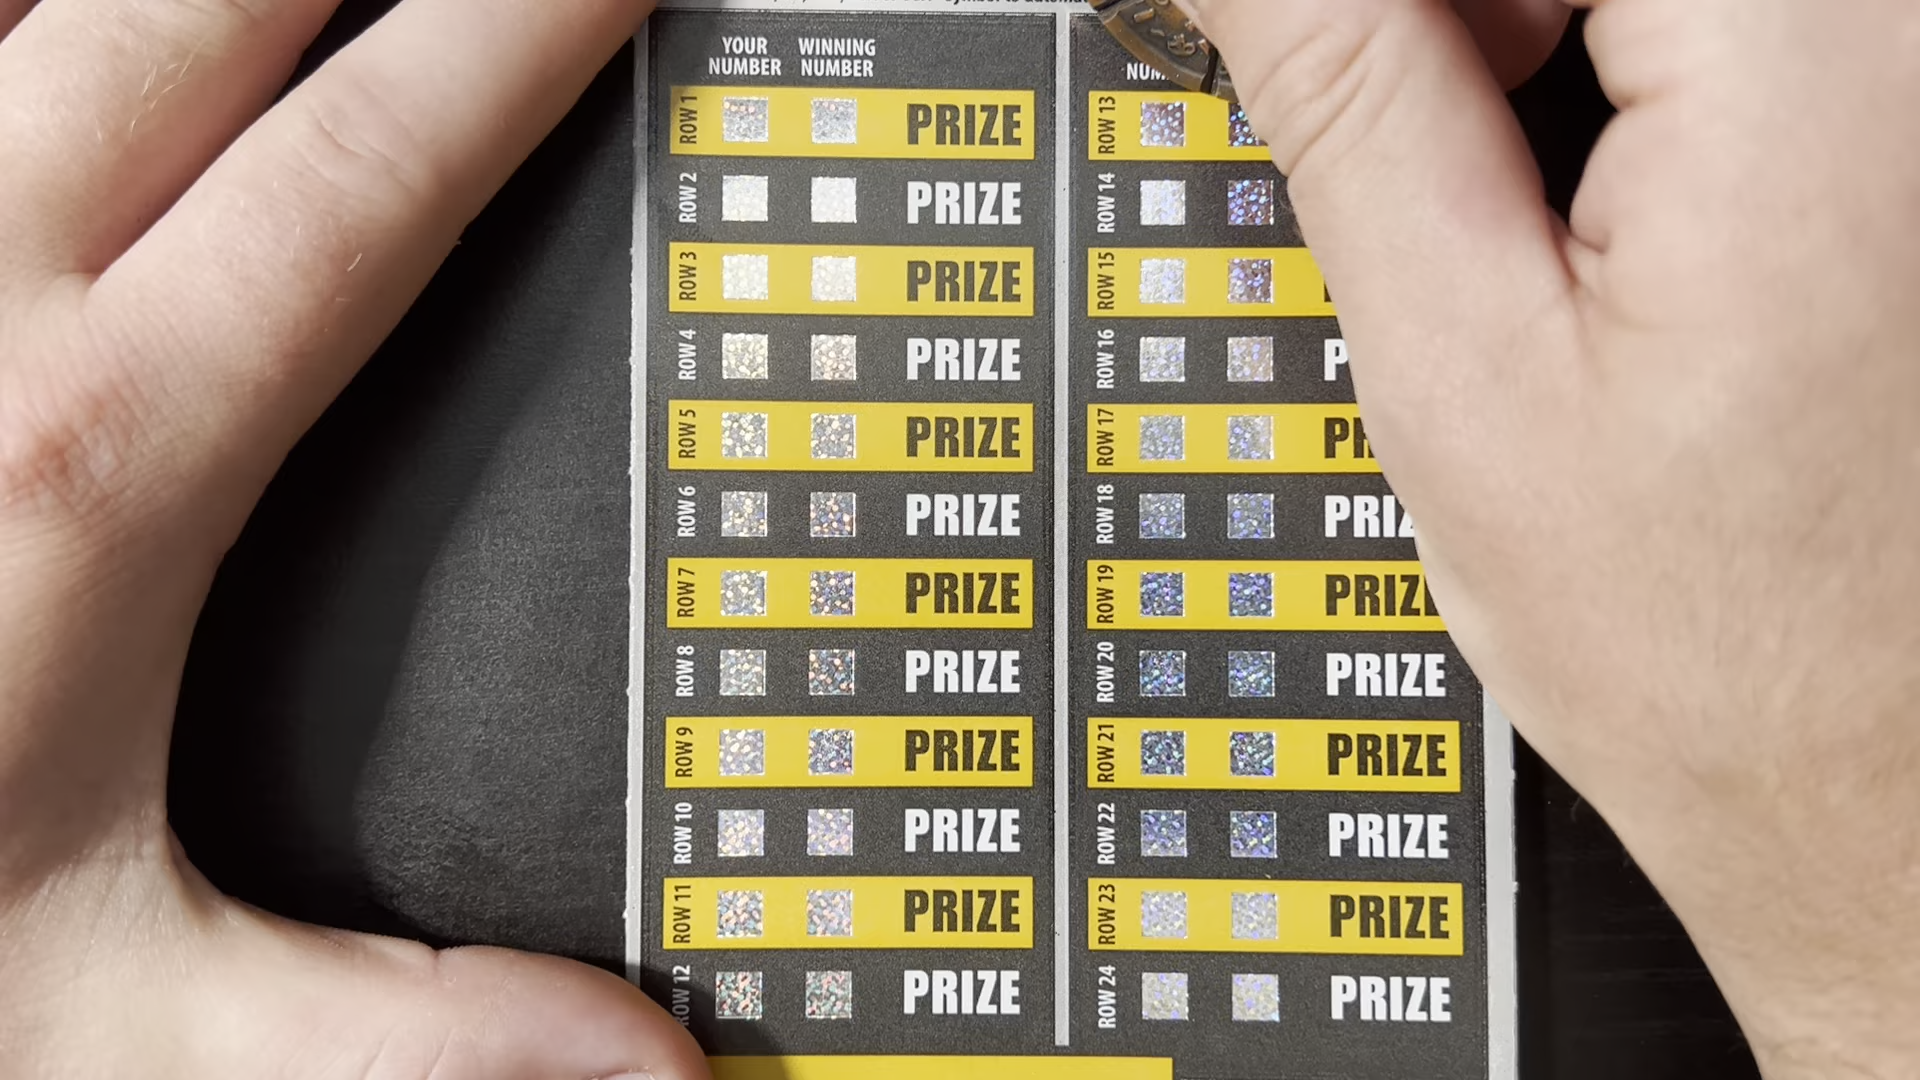 YOUR NUMBER WINNING NUMBER
ROW 1 PRIZE
ROW 2 PRIZE
ROW 3 PRIZE
ROW 4 PRIZE
ROW 5 PRIZE
ROW 6 PRIZE
ROW 7 PRIZE
ROW 8 PRIZE
ROW 9 PRIZE
ROW 10 PRIZE
ROW 11 PRIZE
ROW 12 PRIZE
ROW 13
ROW 14
ROW 15
ROW 16 P
ROW 17 PR
ROW 18 PRIZ
ROW 19 PRIZE
ROW 20 PRIZE
ROW 21 PRIZE
ROW 22 PRIZE
ROW 23 PRIZE
ROW 24 PRIZE